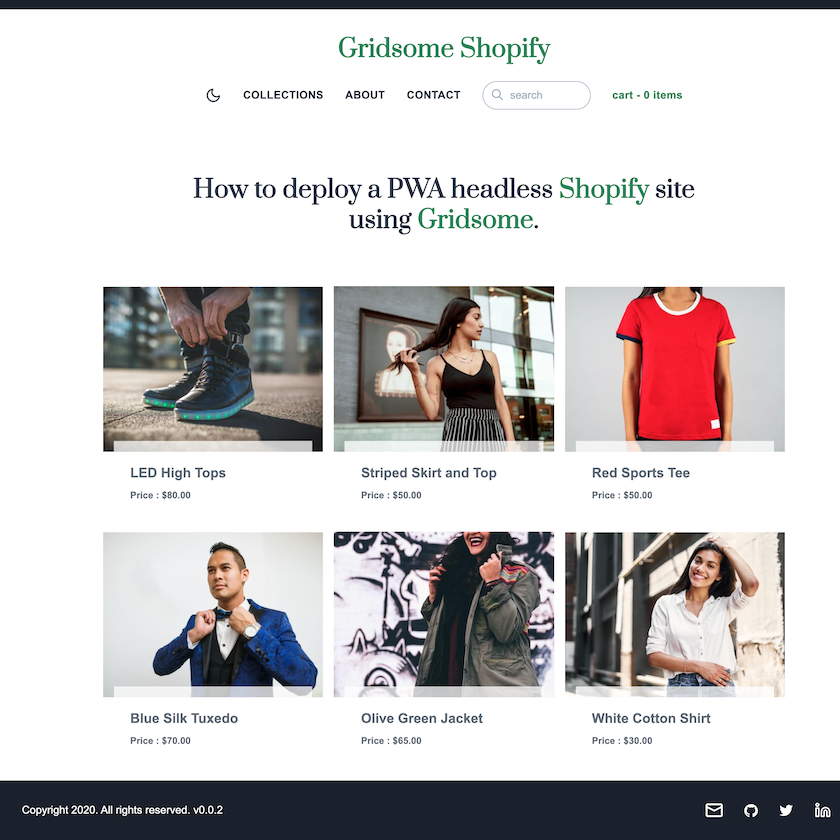 Gridsome Shopify
COLLECTIONS ABOUT CONTACT search cart - 0 items
How to deploy a PWA headless Shopify site
using Gridsome.
LED High Tops
Price : $80.00
Striped Skirt and Top
Price : $50.00
Red Sports Tee
Price : $50.00
Blue Silk Tuxedo
Price : $70.00
Olive Green Jacket
Price : $65.00
White Cotton Shirt
Price : $30.00
Copyright 2020. All rights reserved. v0.0.2